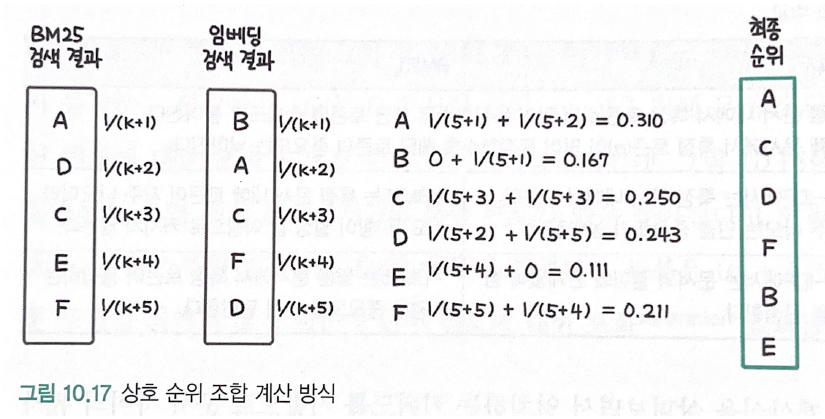 BM25
검색 결과
A 1/(k+1)
D 1/(k+2)
C 1/(k+3)
E 1/(k+4)
F 1/(k+5)
임베딩
검색 결과
B 1/(k+1)
A 1/(k+2)
C 1/(k+3)
F 1/(k+4)
D 1/(k+5)
A 1/(5+1) + 1/(5+2) = 0.310
B 0 + 1/(5+1) = 0.167
C 1/(5+3) + 1/(5+3) = 0.250
D 1/(5+2) + 1/(5+5) = 0.243
E 1/(5+4) + 0 = 0.111
F 1/(5+5) + 1/(5+4) = 0.211
최종
순위
A
C
D
F
B
E
그림 10.17 상호 순위 조합 계산 방식